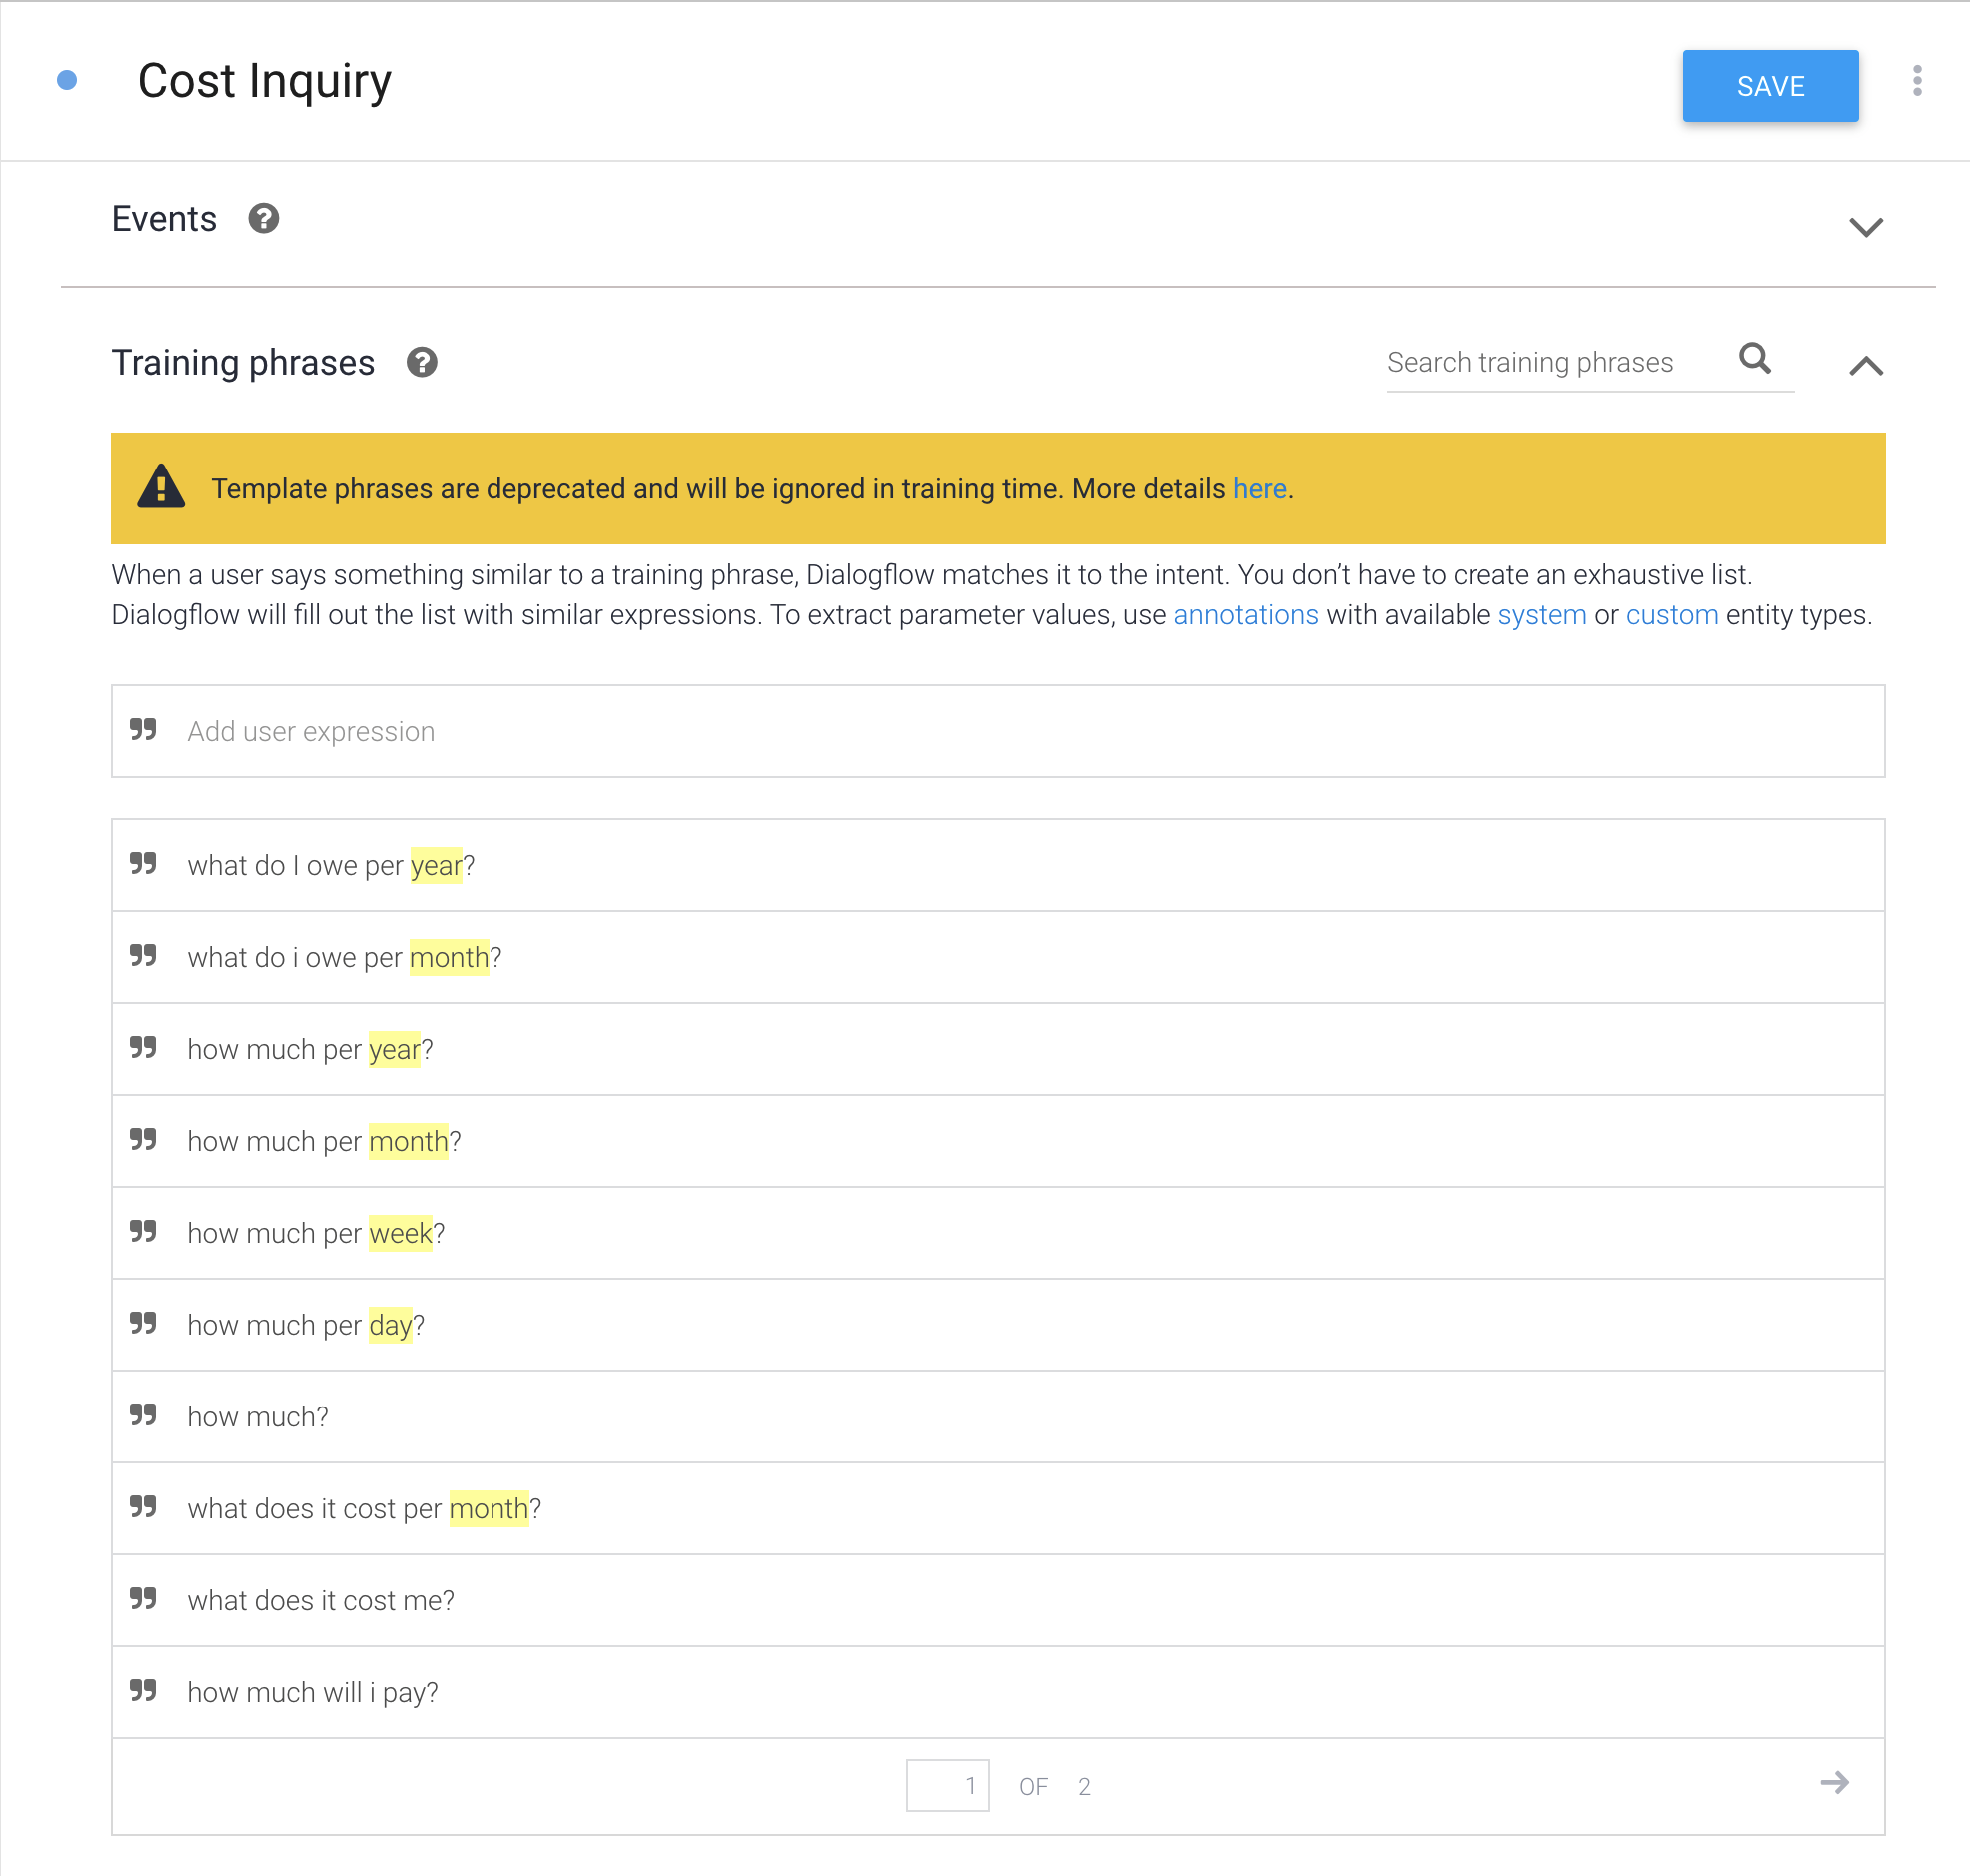 Cost Inquiry
SAVE
Events
Training phrases
Search training phrases
Template phrases are deprecated and will be ignored in training time. More details here.
When a user says something similar to a training phrase, Dialogflow matches it to the intent. You don’t have to create an exhaustive list.
Dialogflow will fill out the list with similar expressions. To extract parameter values, use annotations with available system or custom entity types.
Add user expression
what do I owe per year?
what do i owe per month?
how much per year?
how much per month?
how much per week?
how much per day?
how much?
what does it cost per month?
what does it cost me?
how much will i pay?
1 OF 2